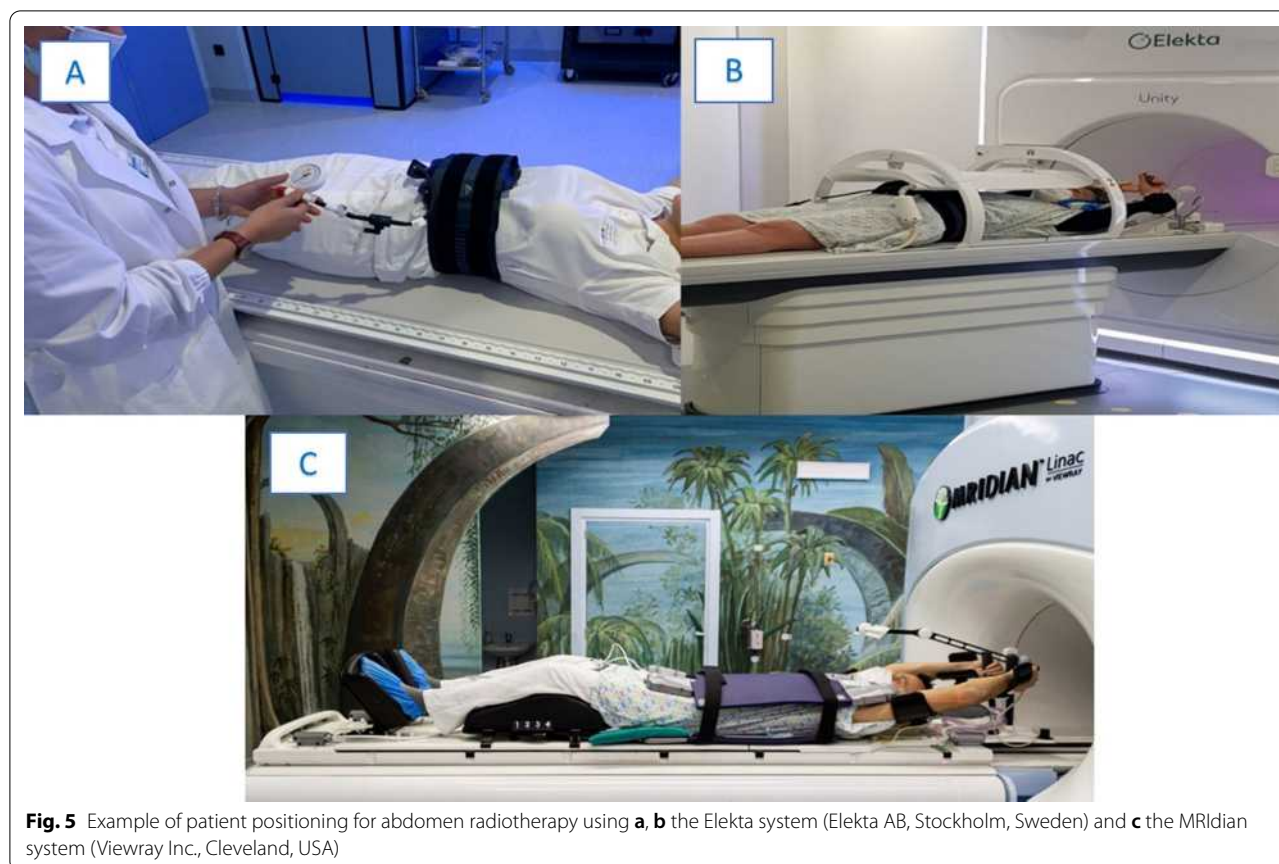 A
B
Elekta
Unity
C
MRIDIAN™ Linac
BY VIEWRAY
1 2 3 4
Fig. 5 Example of patient positioning for abdomen radiotherapy using a, b the Elekta system (Elekta AB, Stockholm, Sweden) and c the MRIdian
system (Viewray Inc., Cleveland, USA)